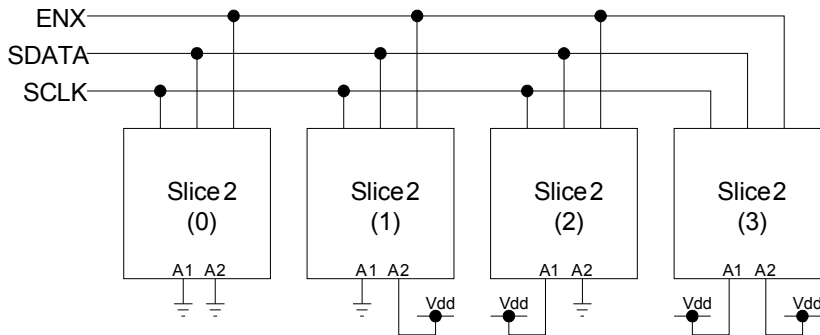 ENX
SDATA
SCLK
Slice2 Slice2 Slice2 Slice2
(0) (1) (2) (3)
A1 A2 A1 A2 A1 A2 A1 A2
Vdd Vdd Vdd Vdd